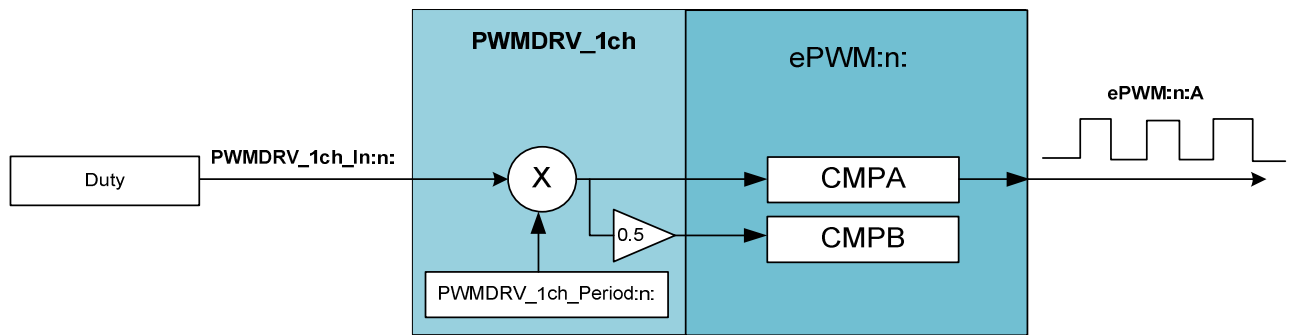 PWMDRV_1ch
ePWM:n:
ePWM:n:A
PWMDRV_1ch_In:n:
Duty
X
CMPA
0.5
CMPB
PWMDRV_1ch_Period:n: